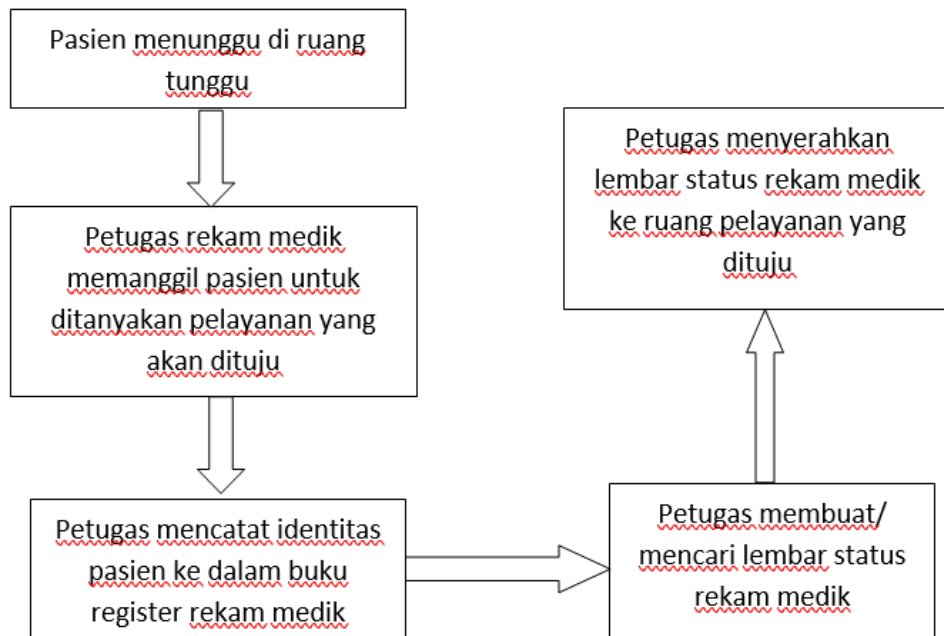 Pasien menunggu di ruang
tunggu
Petugas rekam medik
memanggil pasien untuk
ditanyakan pelayanan yang
akan dituju
Petugas mencatat identitas
pasien ke dalam buku
register rekam medik
Petugas membuat/
mencari lembar status
rekam medik
Petugas menyerahkan
lembar status rekam medik
ke ruang pelayanan yang
dituju